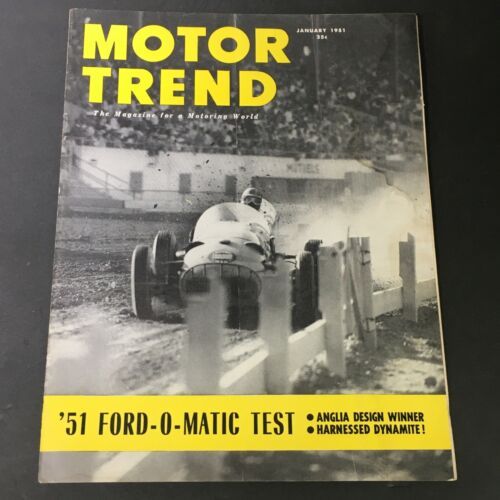 MOTOR
TREND
JANUARY 1951
35¢
The Magazine for a Motoring World
'51 FORD-O-MATIC TEST
• ANGLIA DESIGN WINNER
• HARNESSED DYNAMITE!